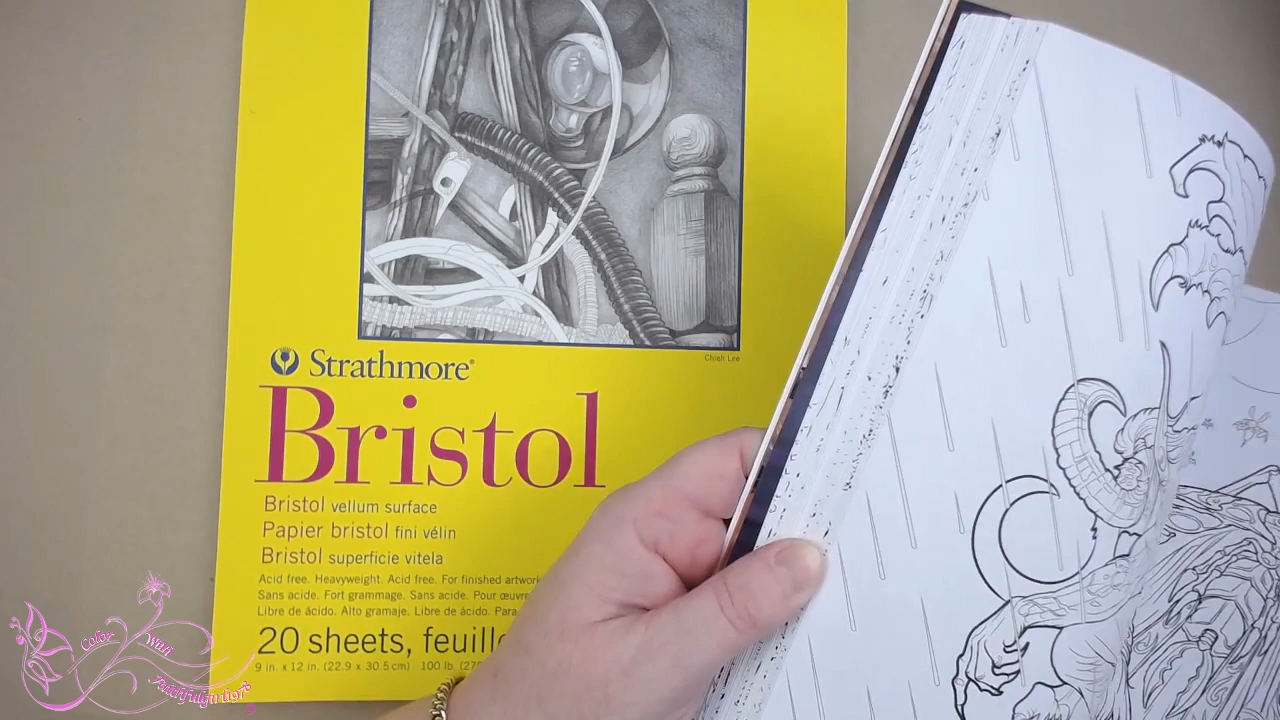 Chieh Lee
Strathmore®
Bristol
Bristol vellum surface
Papier bristol fini vélin
Bristol superficie vitela
Acid free. Heavyweight. Acid free. For finished artwork
Sans acide. Fort grammage. Sans acide. Pour œuvre
Libre de ácido. Alto gramaje. Libre de ácido. Para
20 sheets, feuille
9 in. x 12 in. (22.9 x 30.5 cm) 100 lb. (27
Color With